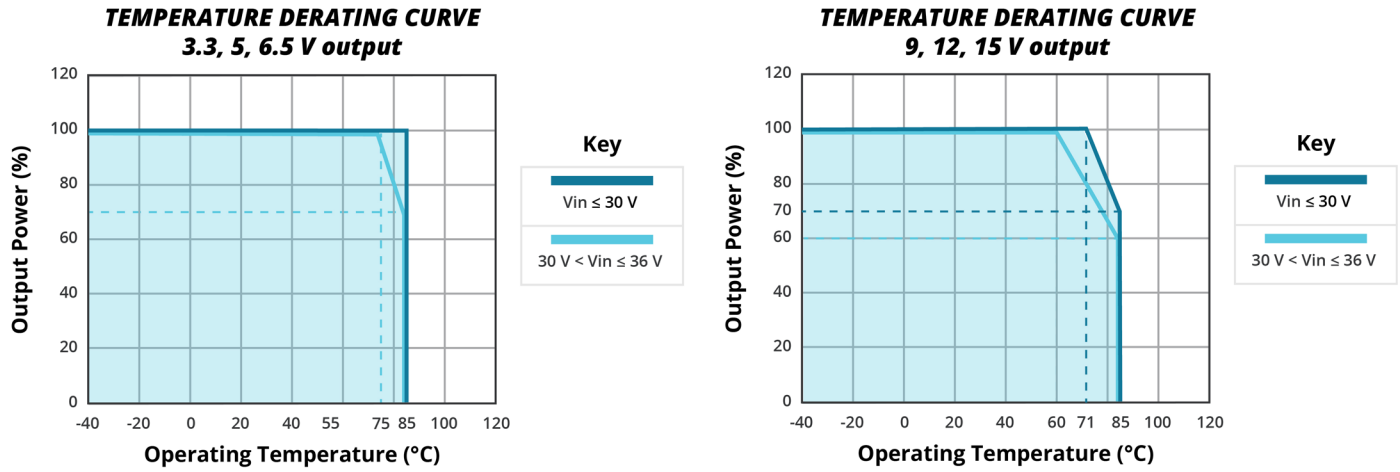 TEMPERATURE DERATING CURVE
3.3, 5, 6.5 V output
120
100
80
60
40
20
0
Output Power (%)
-40 -20 0 20 40 55 75 85 100 120
Operating Temperature (°C)
Key
Vin ≤ 30 V
30 V < Vin ≤ 36 V
TEMPERATURE DERATING CURVE
9, 12, 15 V output
120
100
80
70
60
40
20
0
Output Power (%)
-40 -20 0 20 40 60 71 85 100 120
Operating Temperature (°C)
Key
Vin ≤ 30 V
30 V < Vin ≤ 36 V